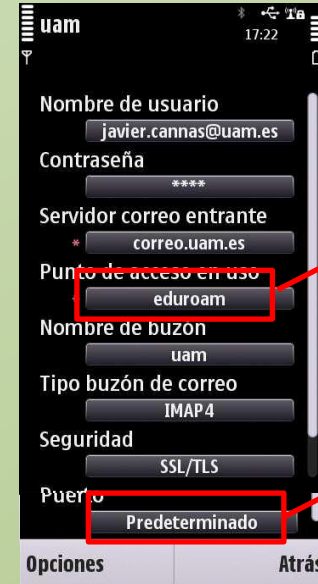 uam
17:22
Nombre de usuario
javier.cannas@uam.es
Contraseña
****
Servidor correo entrante
* correo.uam.es
Punto de acceso en uso
* eduroam
Nombre de buzón
uam
Tipo buzón de correo
IMAP4
Seguridad
SSL/TLS
Puerto
Predeterminado
Opciones Atrás